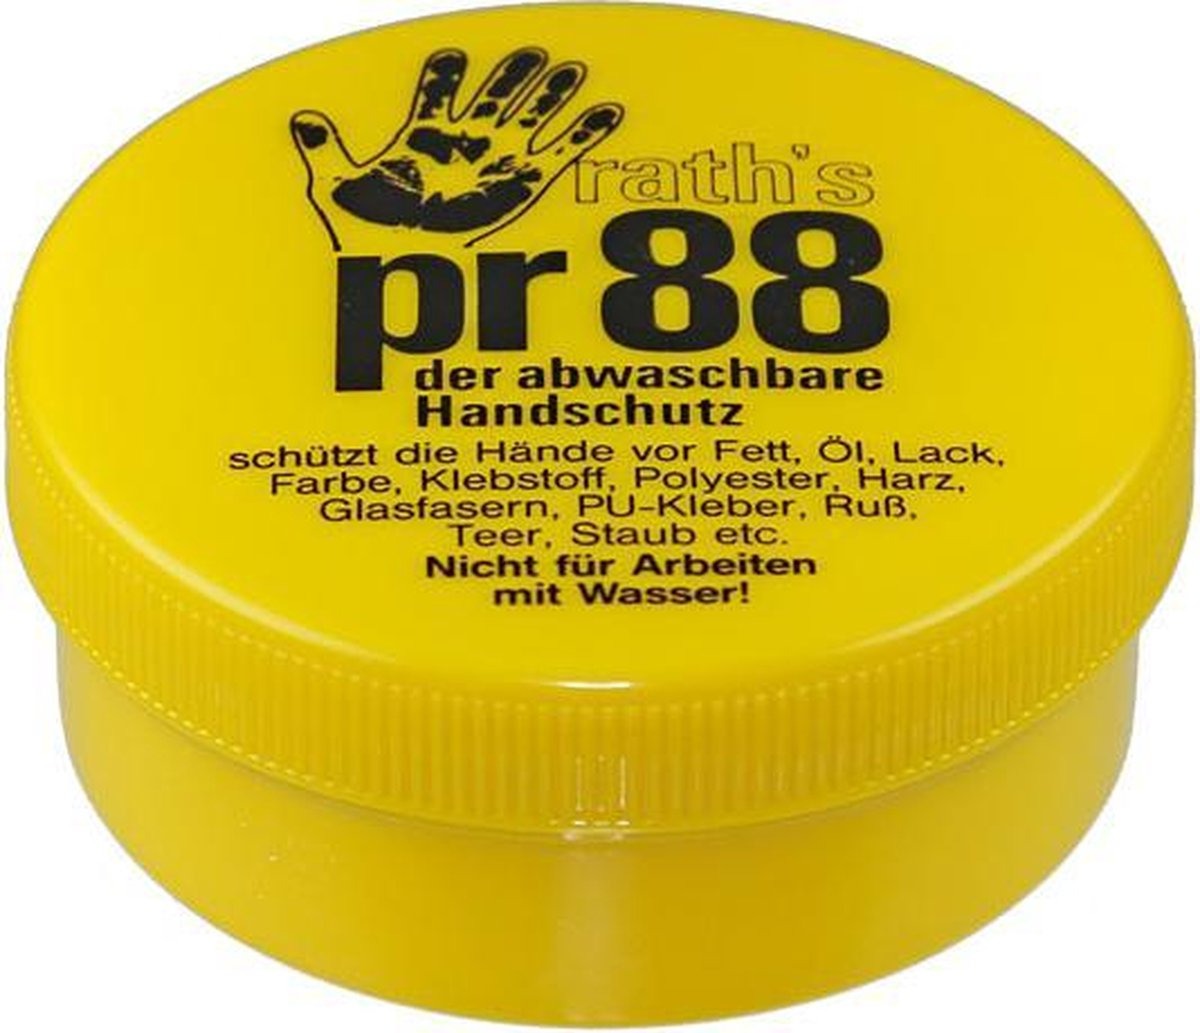 rath's
pr 88
der abwaschbare
Handschutz
schützt die Hände vor Fett, Öl, Lack,
Farbe, Klebstoff, Polyester, Harz,
Glasfasern, PU-Kleber, Ruß,
Teer, Staub etc.
Nicht für Arbeiten
mit Wasser!